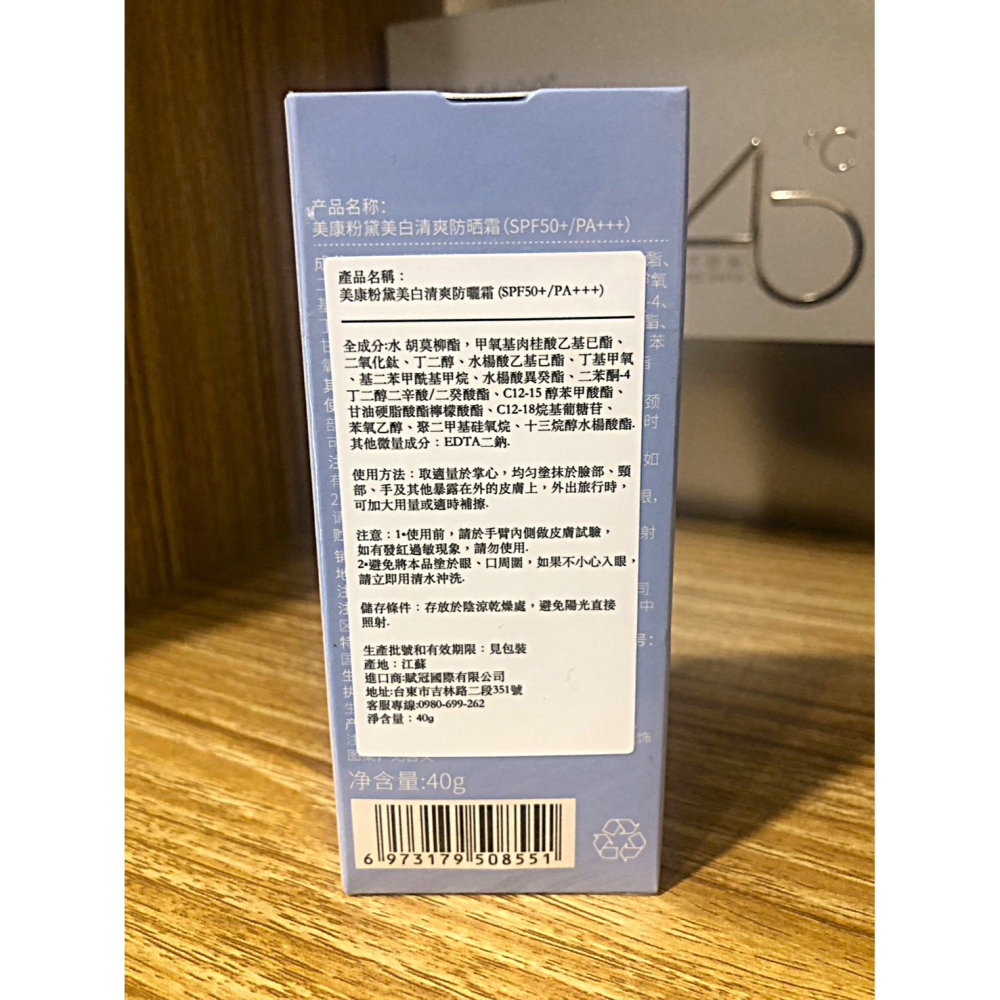 产品名称：
美康粉黛美白清爽防晒霜(SPF50+/PA+++)
產品名稱：
美康粉黛美白清爽防曬霜 (SPF50+/PA+++)
全成分:水 胡莫柳酯，甲氧基肉桂酸乙基已酯、
二氧化鈦、丁二醇、水楊酸乙基己酯、丁基甲氧
、基二苯甲酰基甲烷、水楊酸異癸酯、二苯酮-4
丁二醇二辛酸/二癸酸酯、C12-15 醇苯甲酸酯、
甘油硬脂酸酯檸檬酸酯、C12-18烷基葡糖苷、
苯氧乙醇、聚二甲基硅氧烷、十三烷醇水楊酸酯.
其他微量成分：EDTA二鈉.
使用方法：取適量於掌心，均匀塗抹於臉部、頸
部、手及其他暴露在外的皮膚上，外出旅行時，
可加大用量或適時補擦.
注意：1•使用前，請於手臂內側做皮膚試驗，
如有發紅過敏現象，請勿使用.
2•避免將本品塗於眼、口周圍，如果不小心入眼，
請立即用清水沖洗.
儲存條件：存放於陰涼乾燥處，避免陽光直接
照射.
生產批號和有效期限：見包裝
產地：江蘇
進口商:賦冠國際有限公司
地址:台東市吉林路二段351號
客服專線:0980-699-262
淨含量：40g
净含量:40g
6 973179 508551
45°C